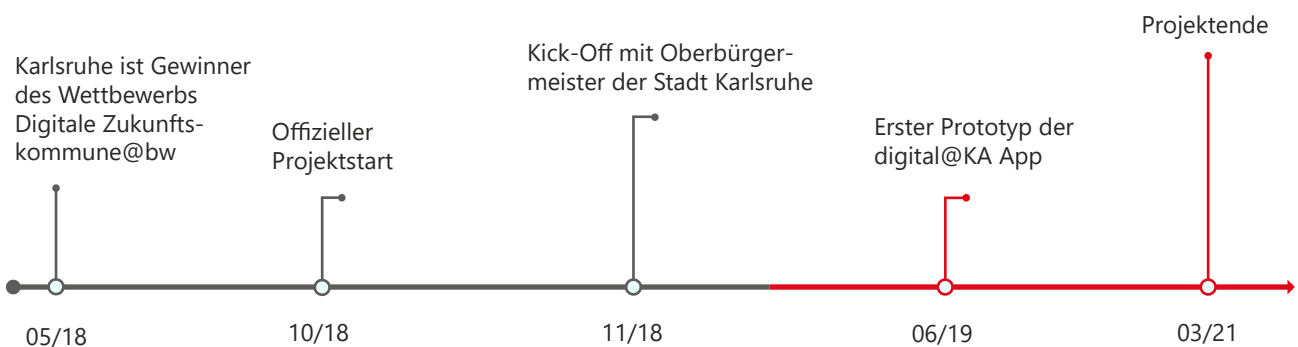 Karlsruhe ist Gewinner
des Wettbewerbs
Digitale Zukunfts-
kommune@bw
Offizieller
Projektstart
Kick-Off mit Oberbürger-
meister der Stadt Karlsruhe
Erster Prototyp der
digital@KA App
Projektende
05/18
10/18
11/18
06/19
03/21